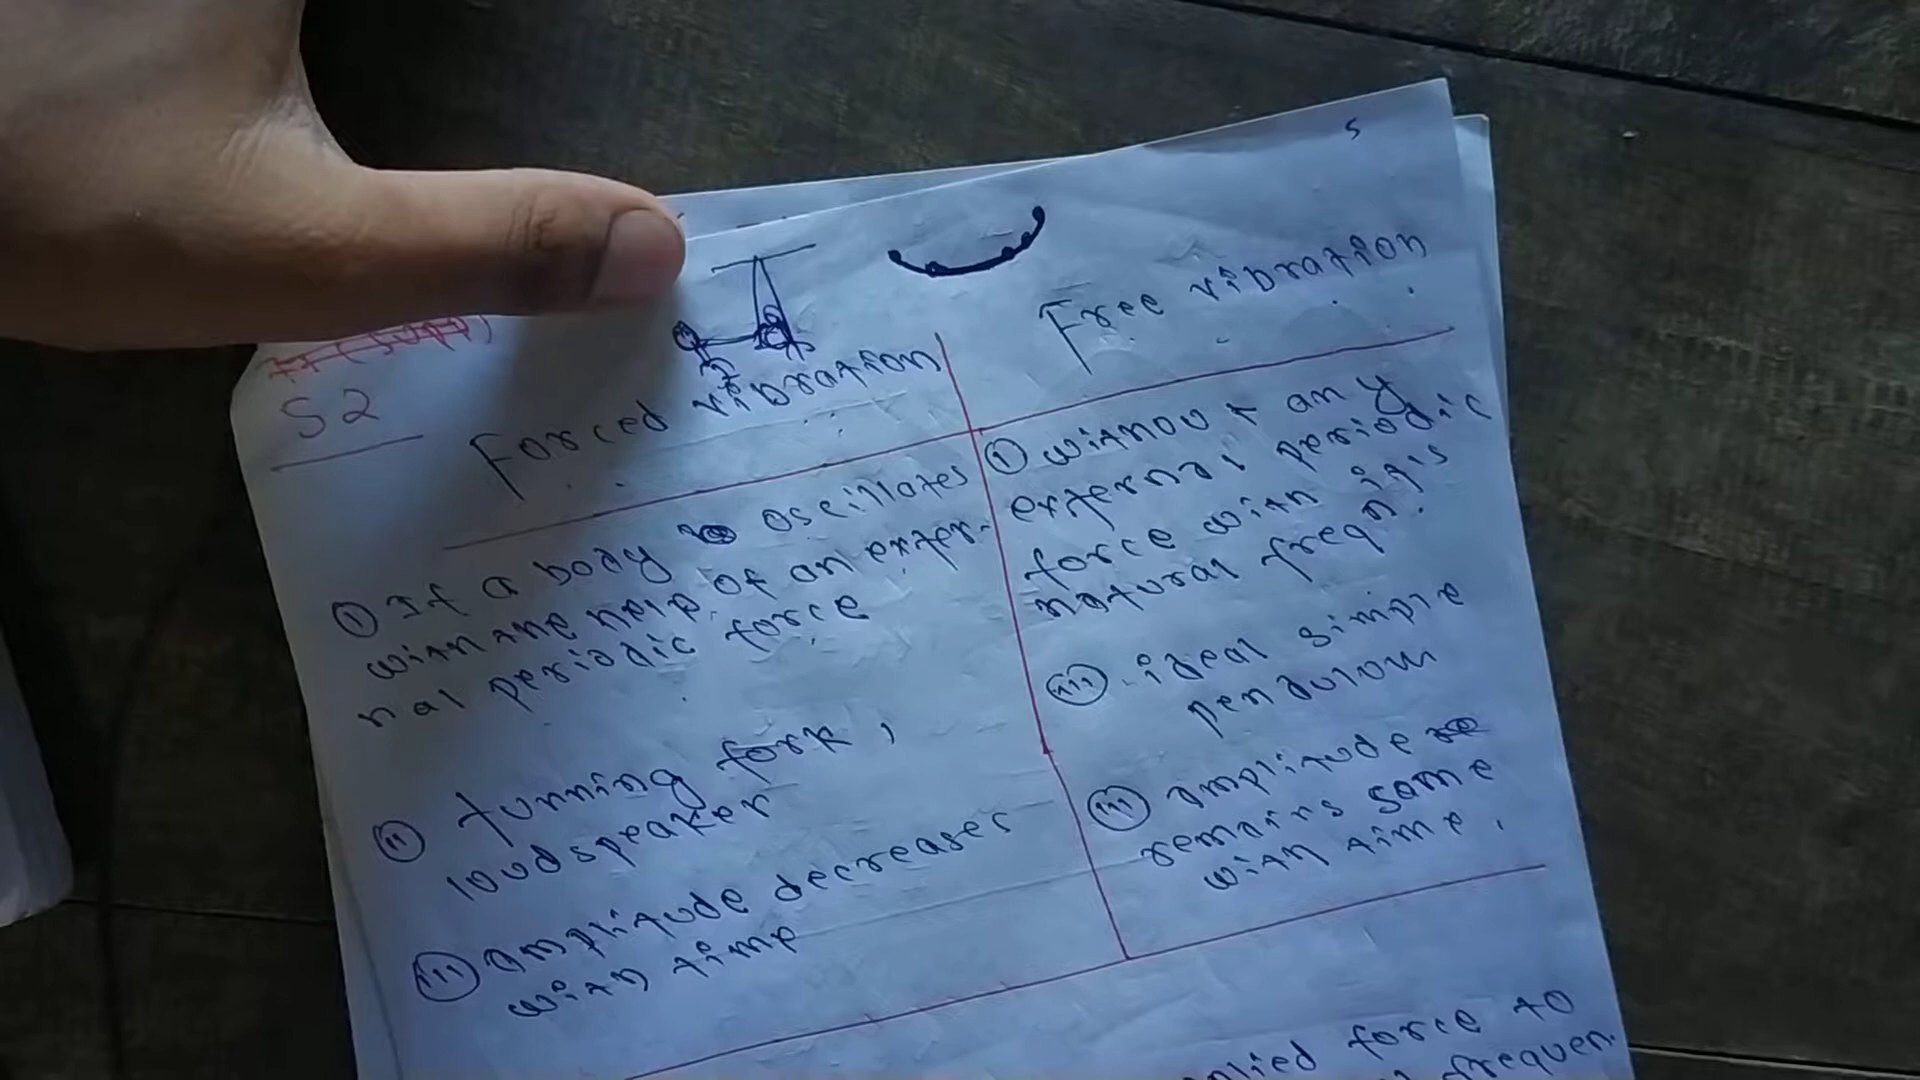 S
S2
Forced vibration
Free vibration
① If a body oscillates
with the help of an exter-
nal periodic force
ⓘⓘ tunning fork,
loudspeaker
ⓘⓘⓘ amplitude decreases
with time
① without any
external periodic
force with it's
natural freqn.
ideal simple
pendulum
ⓘⓘⓘ amplitude
remains same
with time.
force to
frequen.